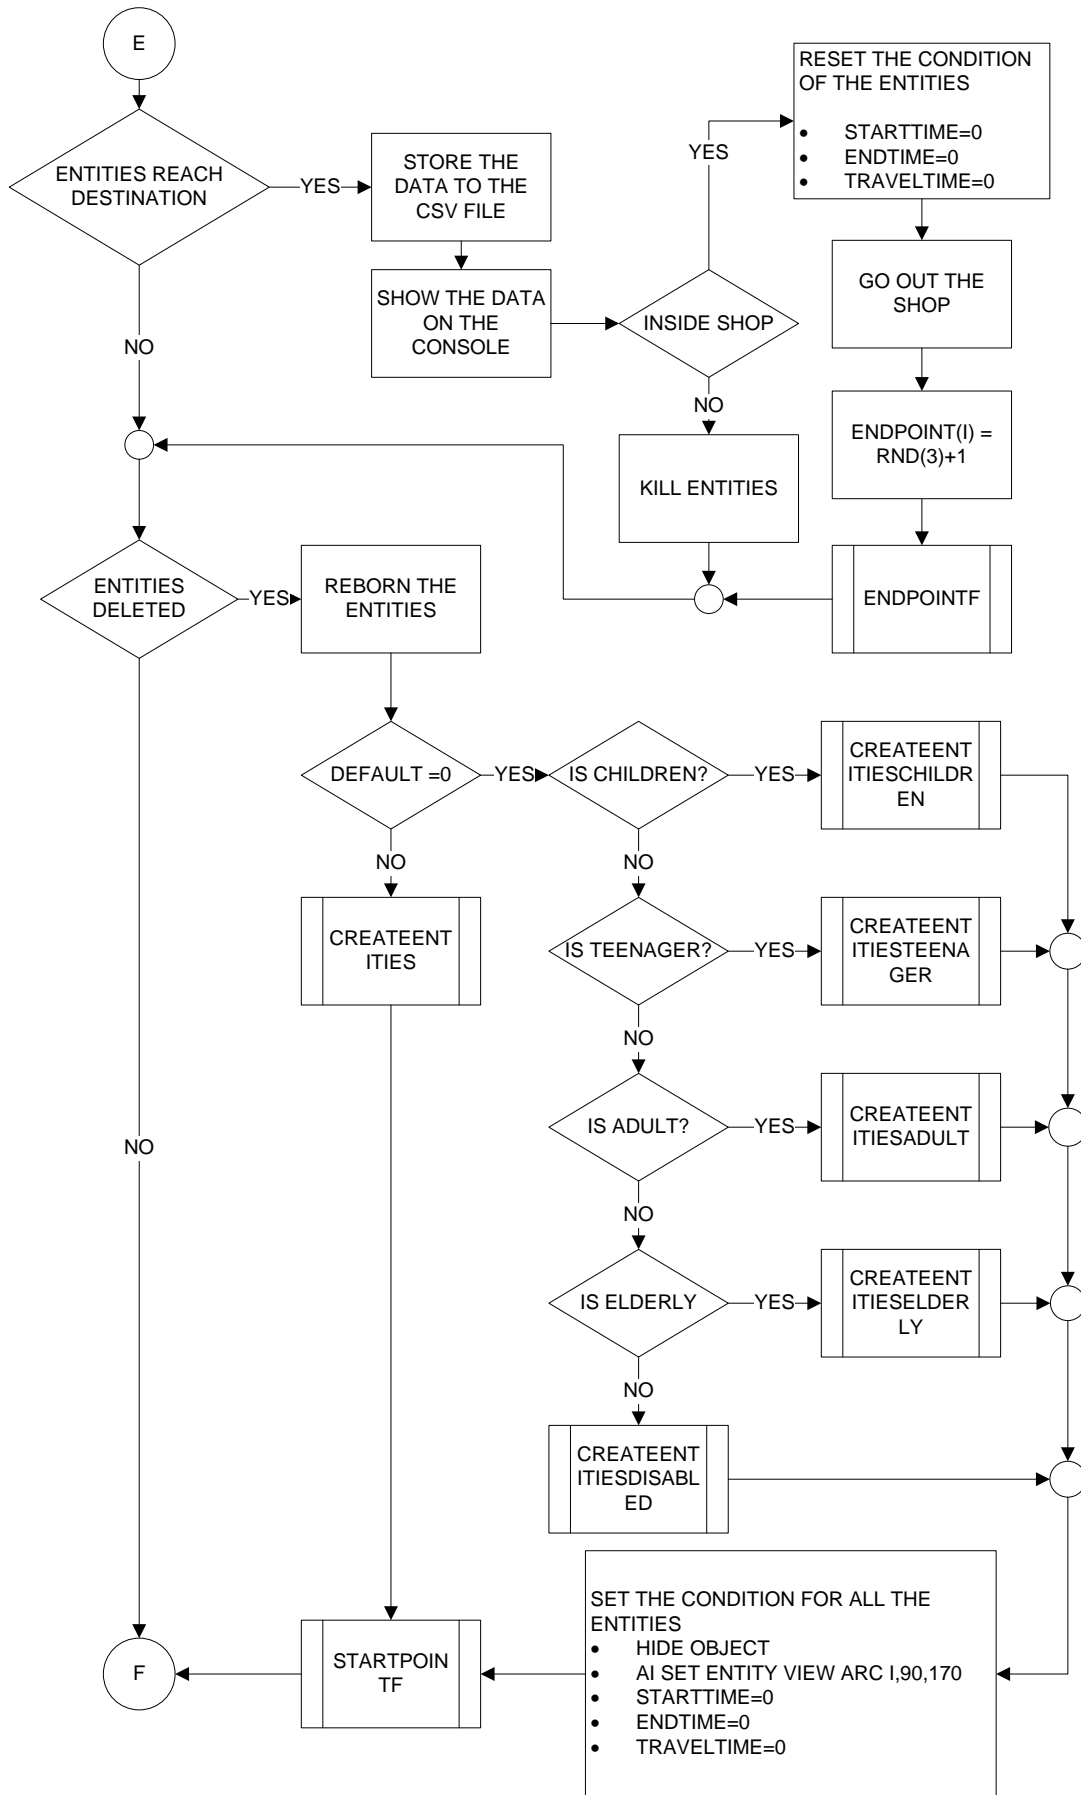 E
ENTITIES REACH
DESTINATION
YES
STORE THE
DATA TO THE
CSV FILE
SHOW THE DATA
ON THE
CONSOLE
INSIDE SHOP
YES
RESET THE CONDITION
OF THE ENTITIES
• STARTTIME=0
• ENDTIME=0
• TRAVELTIME=0
GO OUT THE
SHOP
ENDPOINT(I) =
RND(3)+1
ENDPOINTF
NO
KILL ENTITIES
NO
ENTITIES
DELETED
YES
REBORN THE
ENTITIES
DEFAULT =0
YES
IS CHILDREN?
YES
CREATEENT
ITIESCHILDR
EN
NO
CREATEENT
ITIES
NO
IS TEENAGER?
YES
CREATEENT
ITIESTEENA
GER
NO
IS ADULT?
YES
CREATEENT
ITIESADULT
NO
IS ELDERLY
YES
CREATEENT
ITIESELDER
LY
NO
CREATEENT
ITIESDISABL
ED
NO
SET THE CONDITION FOR ALL THE
ENTITIES
• HIDE OBJECT
• AI SET ENTITY VIEW ARC I,90,170
• STARTTIME=0
• ENDTIME=0
• TRAVELTIME=0
STARTPOIN
TF
F